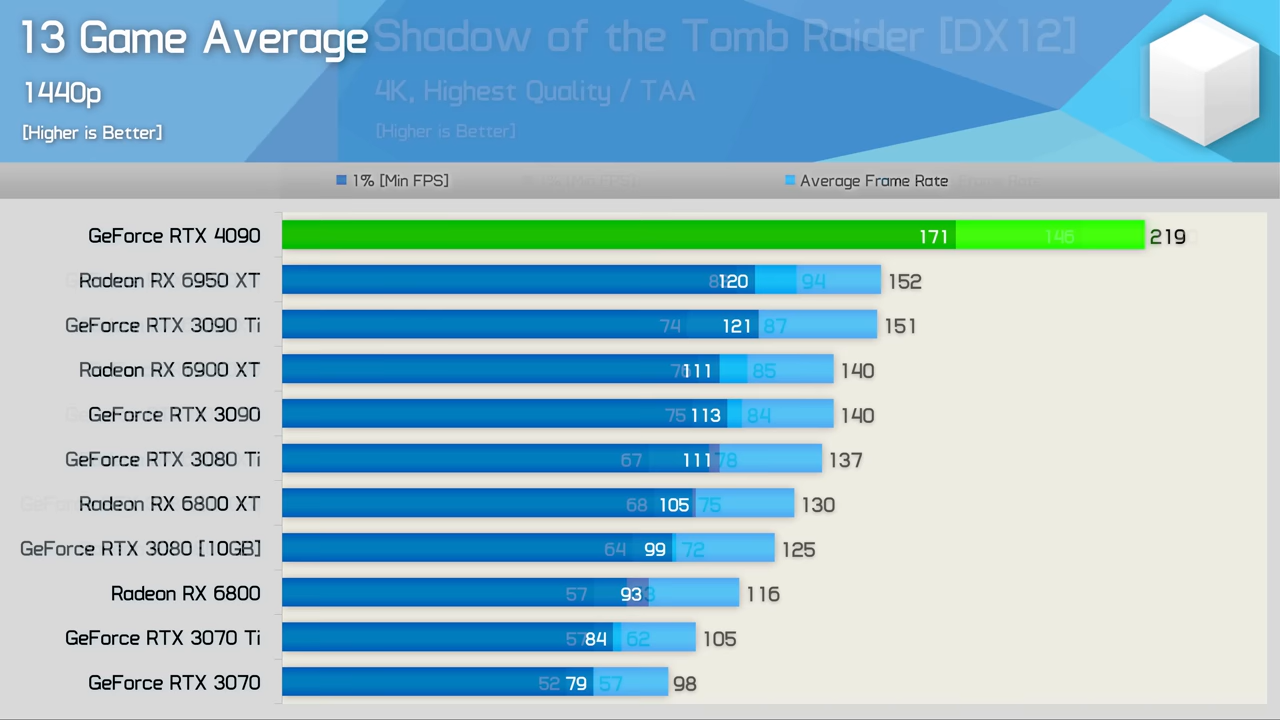 13 Game Average
Shadow of the Tomb Raider [DX12]
1440p
4K, Highest Quality / TAA
[Higher is Better]
[Higher is Better]
1% [Min FPS]
Average Frame Rate
GeForce RTX 4090 171 146 219
Radeon RX 6950 XT 120 94 152
GeForce RTX 3090 Ti 74 121 87 151
Radeon RX 6900 XT 111 85 140
GeForce RTX 3090 75 113 84 140
GeForce RTX 3080 Ti 67 111 78 137
Radeon RX 6800 XT 68 105 75 130
GeForce RTX 3080 [10GB] 64 99 72 125
Radeon RX 6800 57 93 116
GeForce RTX 3070 Ti 57 84 62 105
GeForce RTX 3070 52 79 57 98